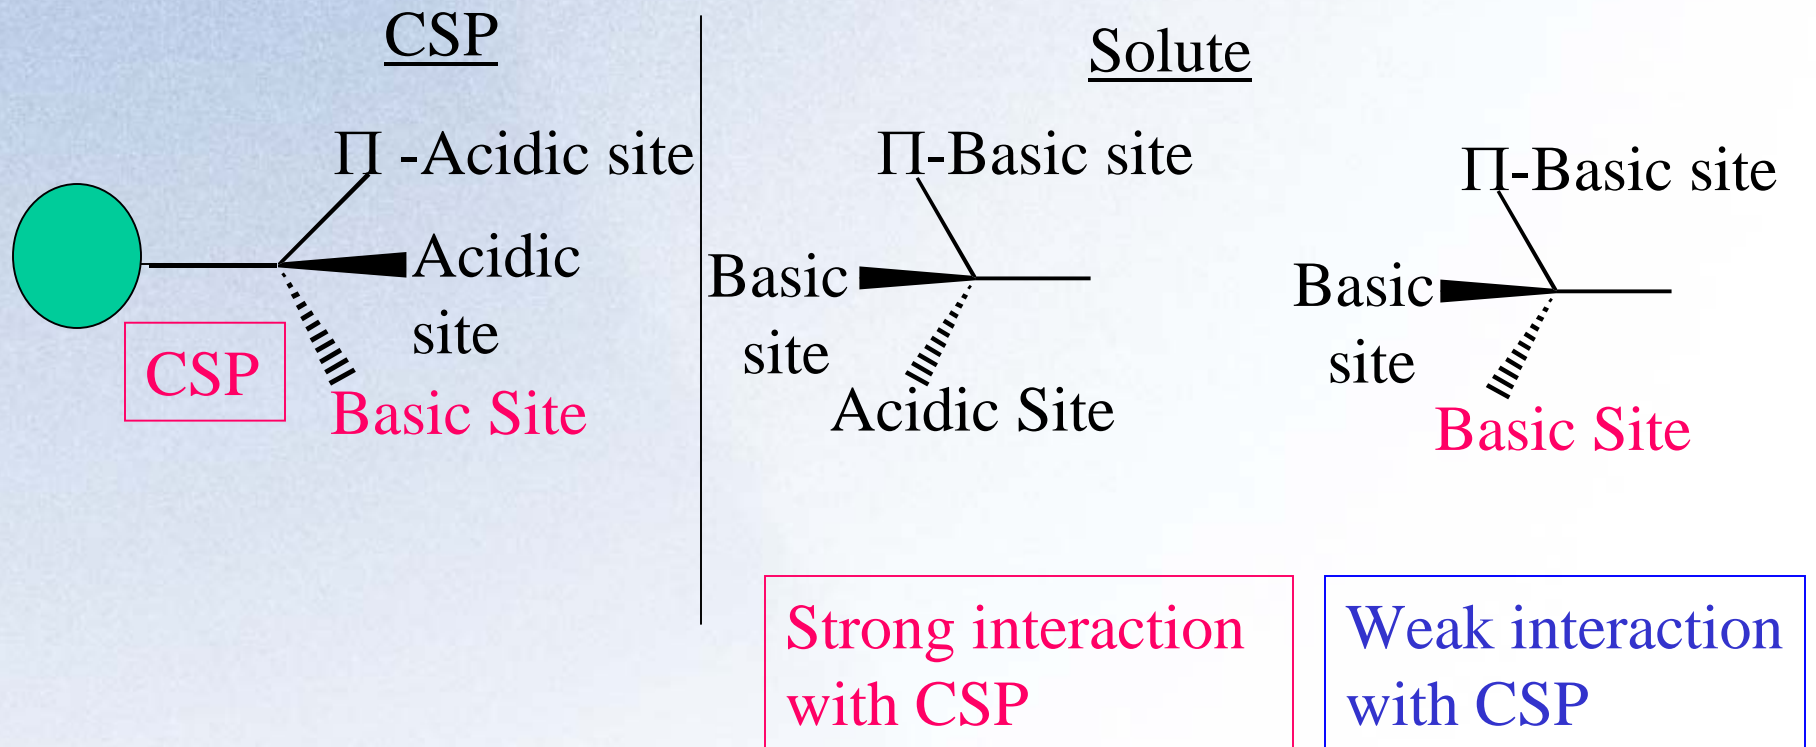 CSP
Π -Acidic site
Acidic
site
CSP
Basic Site
Solute
Π-Basic site
Basic
site
Acidic Site
Π-Basic site
Basic
site
Basic Site
Strong interaction
with CSP
Weak interaction
with CSP